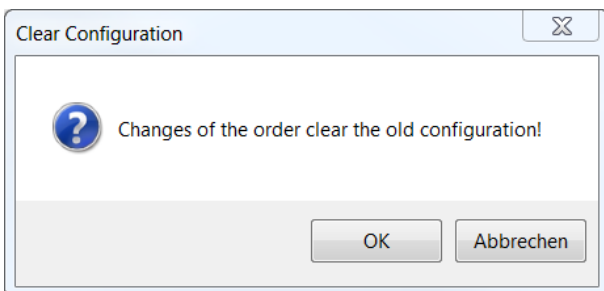 Clear Configuration
Changes of the order clear the old configuration!
OK
Abbrechen